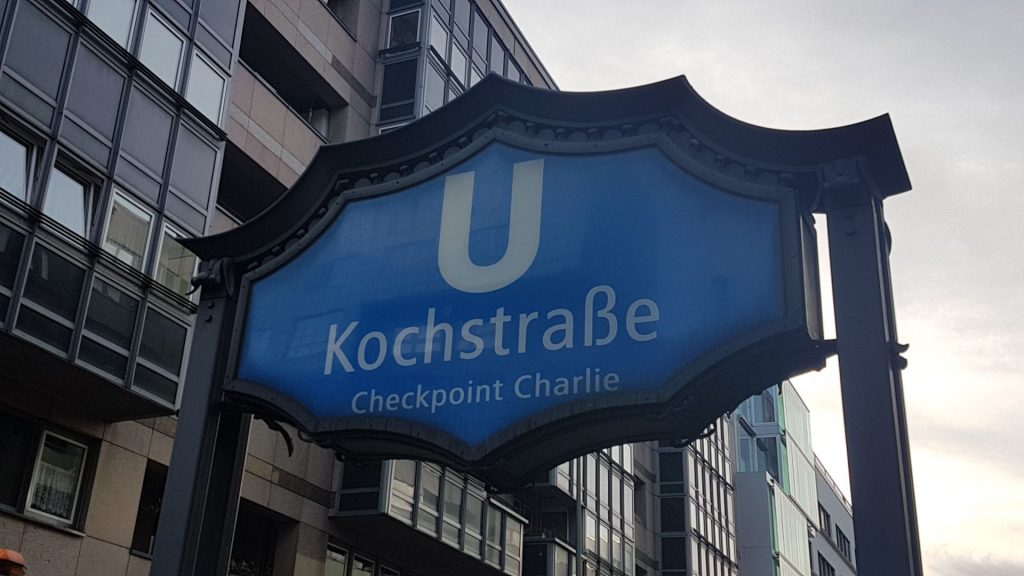 U
Kochstraße
Checkpoint Charlie